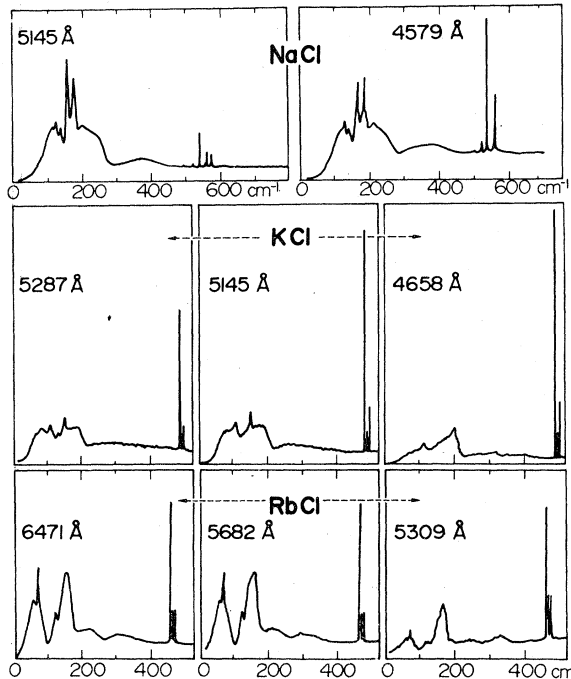 5145 Å
NaCl
4579 Å
0 200 400 600 cm⁻¹
0 200 400 600 cm⁻¹
KCl
5287 Å
5145 Å
4658 Å
RbCl
6471 Å
5682 Å
5309 Å
0 200 400
0 200 400
0 200 400 cm